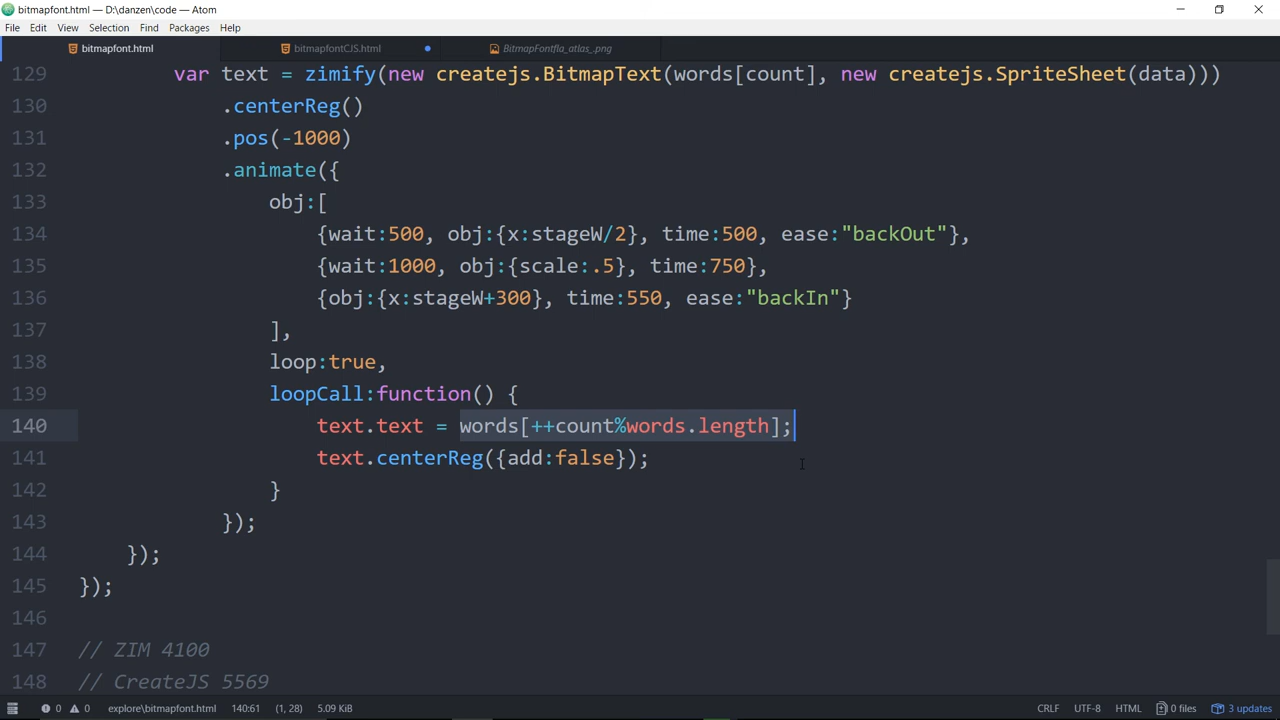 bitmapfont.html — D:\danzen\code — Atom
File Edit View Selection Find Packages Help
bitmapfont.html bitmapfontCJS.html BitmapFontfla_atlas_.png
129 var text = zimify(new createjs.BitmapText(words[count], new createjs.SpriteSheet(data)))
130 .centerReg()
131 .pos(-1000)
132 .animate({
133 obj:[
134 {wait:500, obj:{x:stageW/2}, time:500, ease:"backOut"},
135 {wait:1000, obj:{scale:.5}, time:750},
136 {obj:{x:stageW+300}, time:550, ease:"backIn"}
137 ],
138 loop:true,
139 loopCall:function() {
140 text.text = words[++count%words.length];
141 text.centerReg({add:false});
142 }
143 });
144 });
145 });
146
147 // ZIM 4100
148 // CreateJS 5569
0 0 explore\bitmapfont.html 140:61 (1, 28) 5.09 KiB CRLF UTF-8 HTML 0 files 3 updates